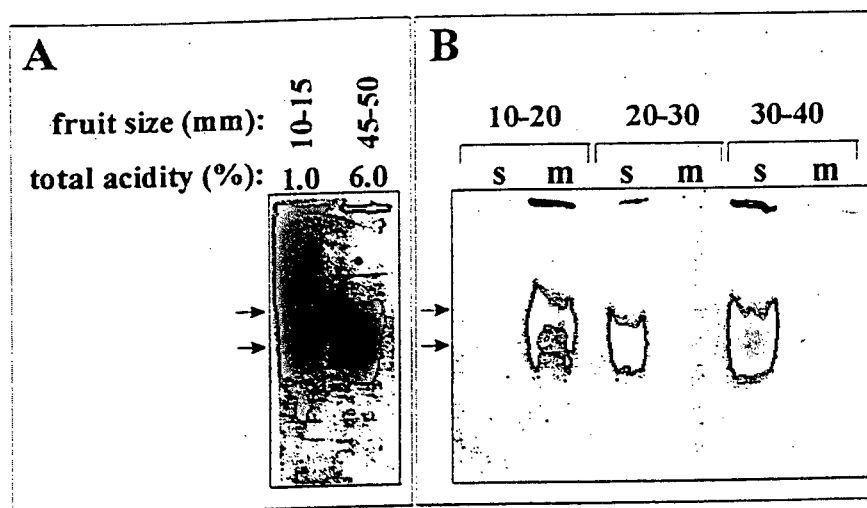 A
fruit size (mm): 10-15 45-50
total acidity (%): 1.0 6.0
B
10-20 20-30 30-40
s m s m s m